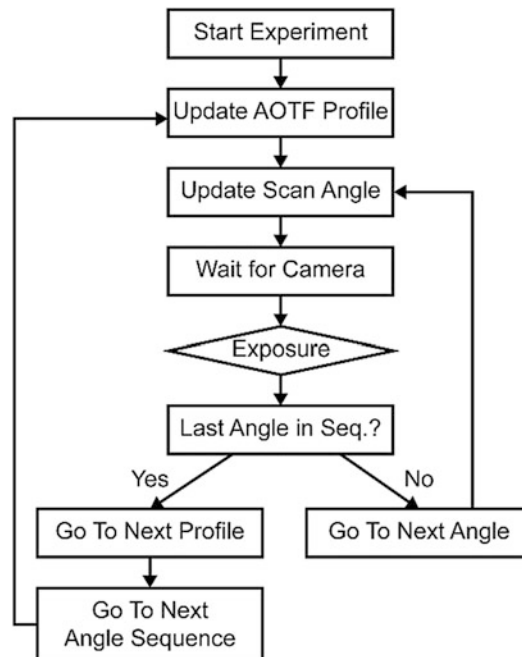 Start Experiment
Update AOTF Profile
Update Scan Angle
Wait for Camera
Exposure
Last Angle in Seq.?
Yes
No
Go To Next Profile
Go To Next Angle
Go To Next
Angle Sequence